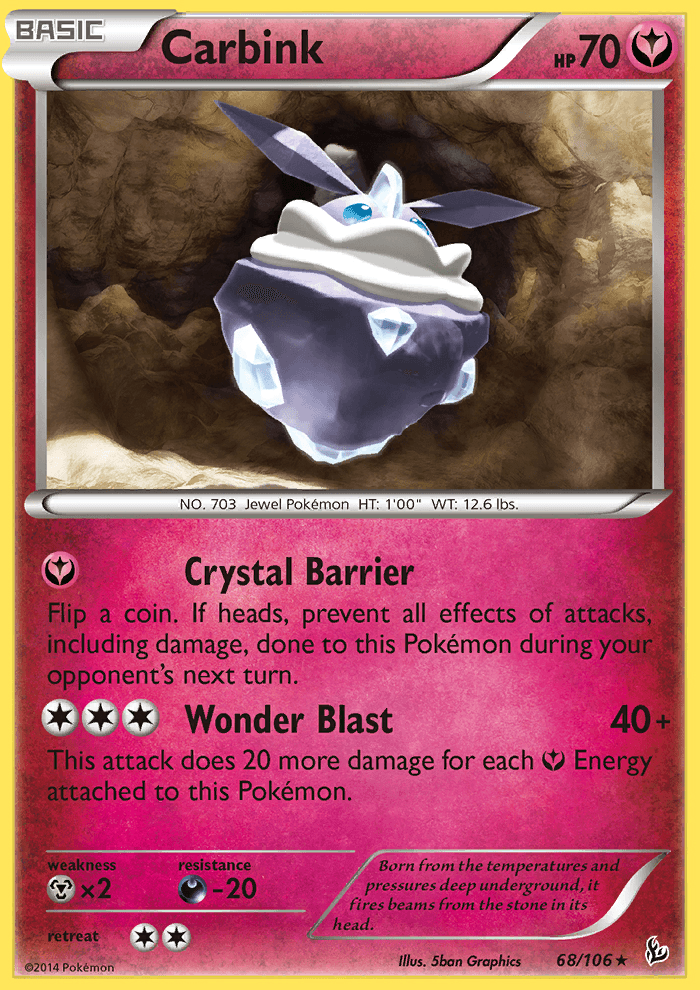 BASIC
Carbink
HP70
NO. 703 Jewel Pokémon HT: 1'00" WT: 12.6 lbs.
Crystal Barrier
Flip a coin. If heads, prevent all effects of attacks,
including damage, done to this Pokémon during your
opponent's next turn.
Wonder Blast 40+
This attack does 20 more damage for each Energy
attached to this Pokémon.
weakness
×2
resistance
-20
retreat
Born from the temperatures and
pressures deep underground, it
fires beams from the stone in its
head.
©2014 Pokémon
Illus. 5ban Graphics
68/106 ★